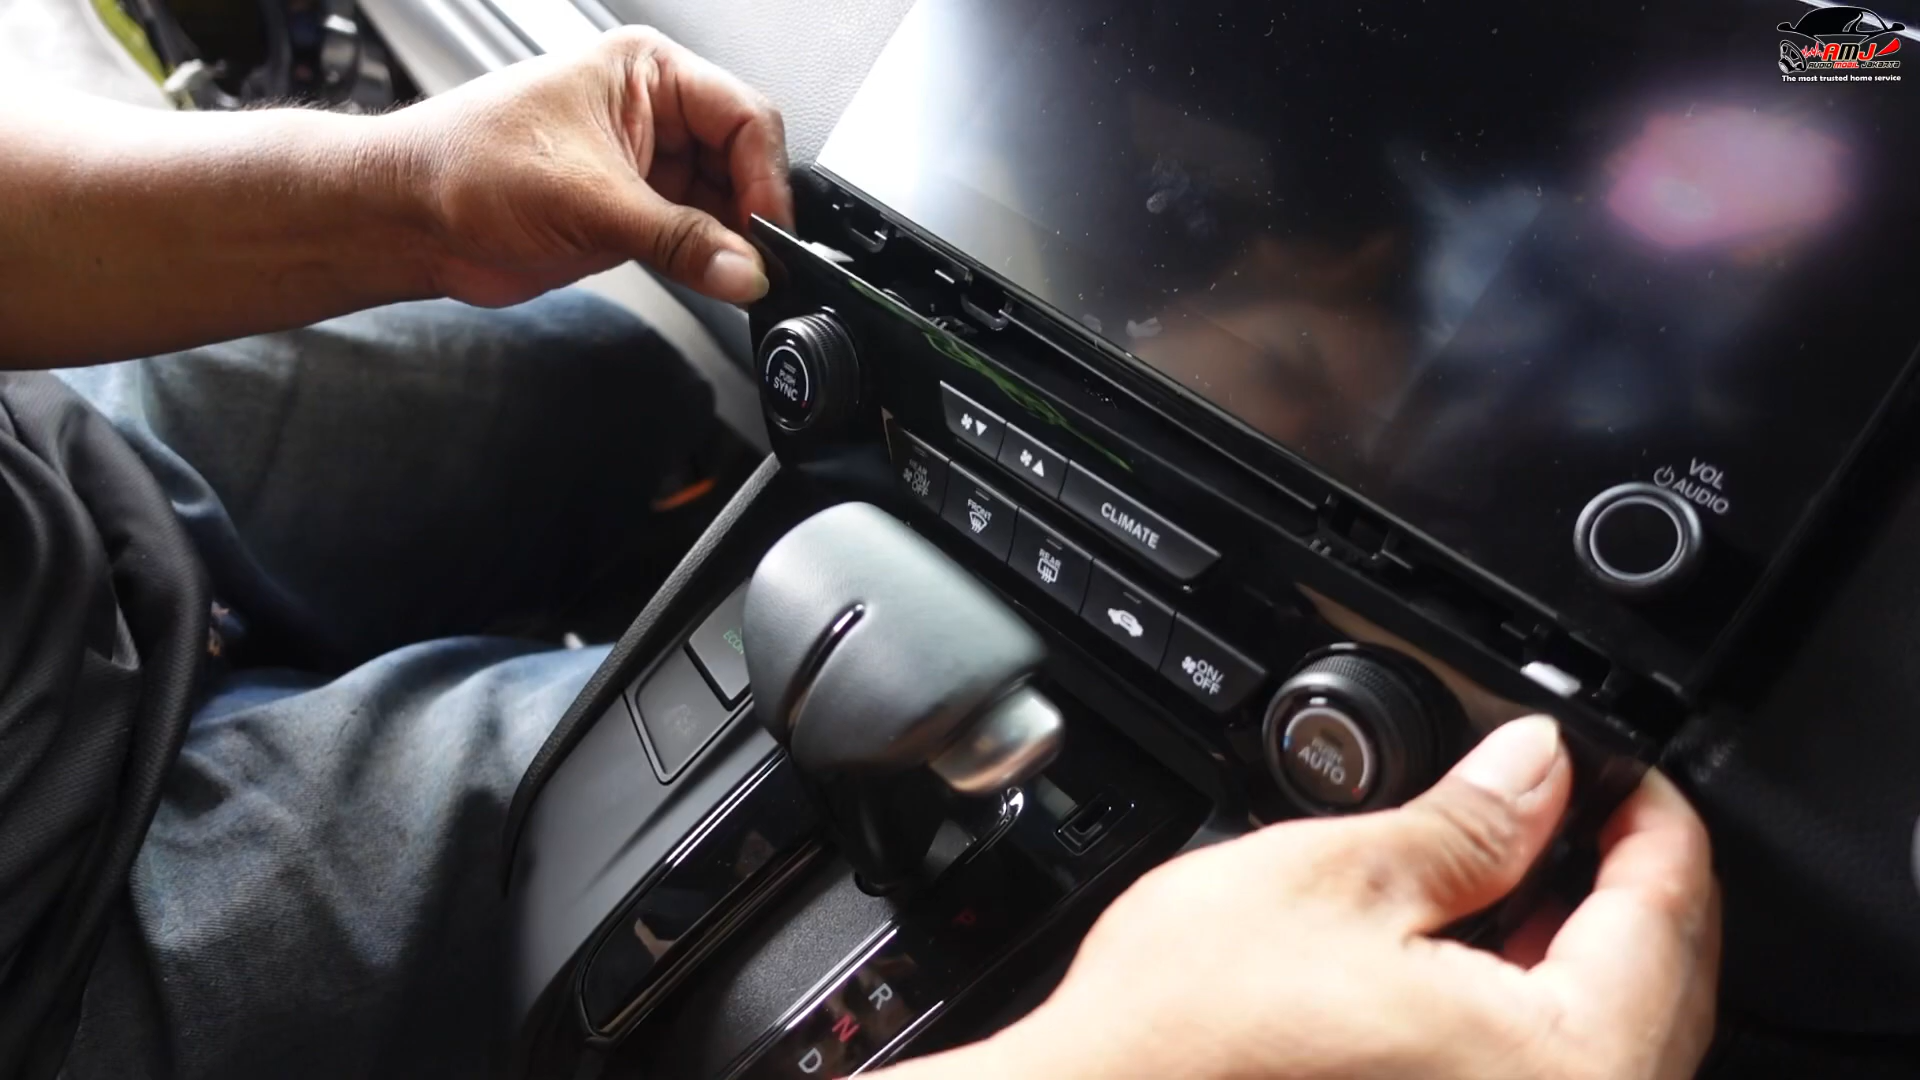 AMJ
AUDIO MOBIL JAKARTA
The most trusted home service
VOL
AUDIO
PUSH
SYNC
CLIMATE
REAR
ON/
OFF
FRONT
REAR
ON/
OFF
PUSH
AUTO
ECON
P
R
N
D